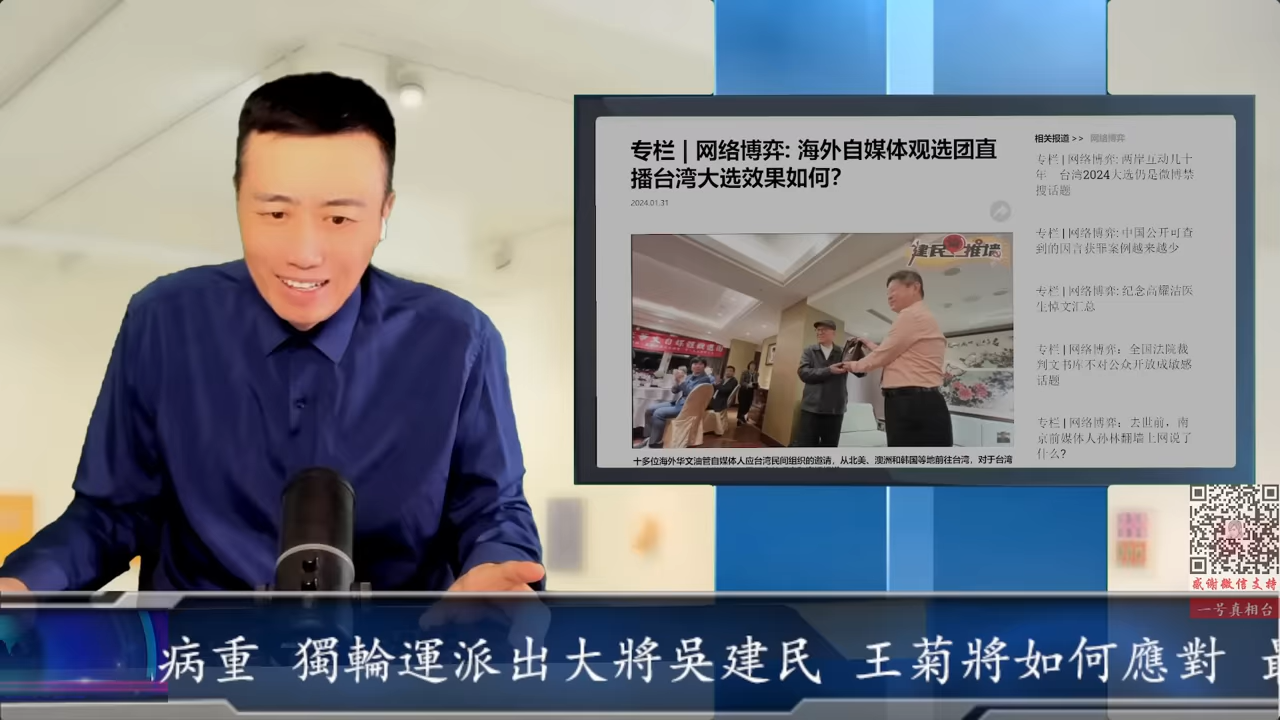 专栏 | 网络博弈: 海外自媒体观选团直
播台湾大选效果如何?
2024.01.31
建民推墙
十多位海外华文油管自媒体人应台湾民间组织的邀请，从北美、澳洲和韩国等地前往台湾，对于台湾
相关报道 >> 网络博弈
专栏 | 网络博弈: 两岸互动几十
年 台湾2024大选仍是微博禁
搜话题
专栏 | 网络博弈: 中国公开可查
到的因言获罪案例越来越少
专栏 | 网络博弈: 纪念高耀洁医
生悼文汇总
专栏 | 网络博弈：全国法院裁
判文书库不对公众开放成敏感
话题
专栏 | 网络博弈：去世前，南
京前媒体人孙林翻墙上网说了
什么?
感谢微信支持
一号真相台
病重 獨輪運派出大將吳建民 王菊將如何應對